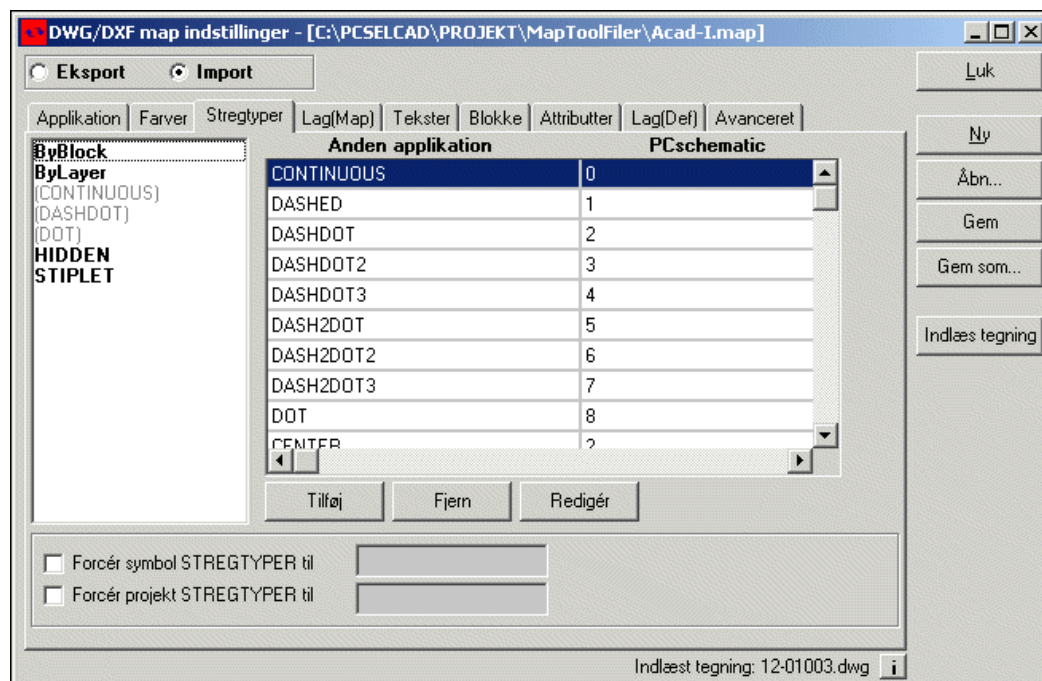 DWG/DXF map indstillinger - [C:\PCSELCAD\PROJEKT\MapToolFiler\Acad-I.map]
Eksport Import
Luk
Applikation Farver Stregtyper Lag(Map) Tekster Blokke Attributter Lag(Def) Avanceret
Ny
Åbn...
Gem
Gem som...
Indlæs tegning
ByBlock
ByLayer
(CONTINUOUS)
(DASHDOT)
(DOT)
HIDDEN
STIPLET
Anden applikation PCschematic
CONTINUOUS 0
DASHED 1
DASHDOT 2
DASHDOT2 3
DASHDOT3 4
DASH2DOT 5
DASH2DOT2 6
DASH2DOT3 7
DOT 8
CENTER 2
Tilføj Fjern Redigér
Forcér symbol STREGTYPER til
Forcér projekt STREGTYPER til
Indlæst tegning: 12-01003.dwg i